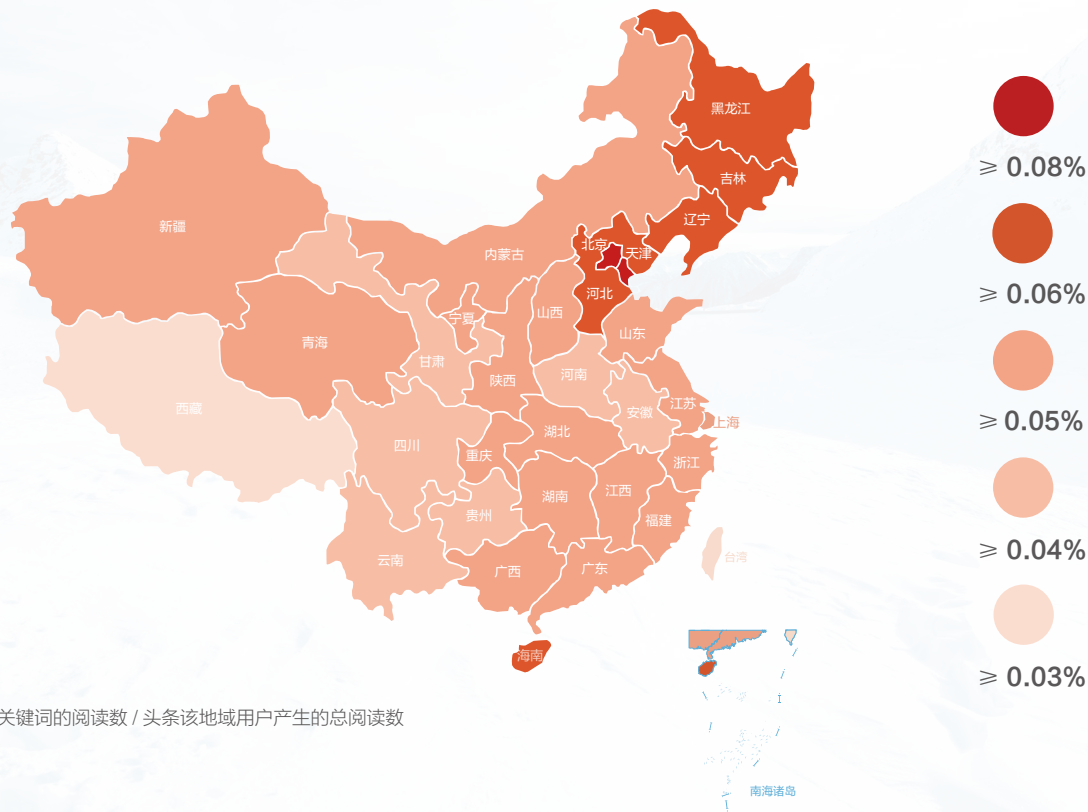 黑龙江
≥ 0.08%
吉林
辽宁
新疆
北京
天津
内蒙古
≥ 0.06%
河北
山西
宁夏
山东
青海
甘肃
河南
陕西
西藏
安徽
江苏
上海
≥ 0.05%
湖北
四川
重庆
浙江
江西
湖南
贵州
福建
≥ 0.04%
台湾
云南
广西
广东
海南
≥ 0.03%
关键词的阅读数 / 头条该地域用户产生的总阅读数
南海诸岛